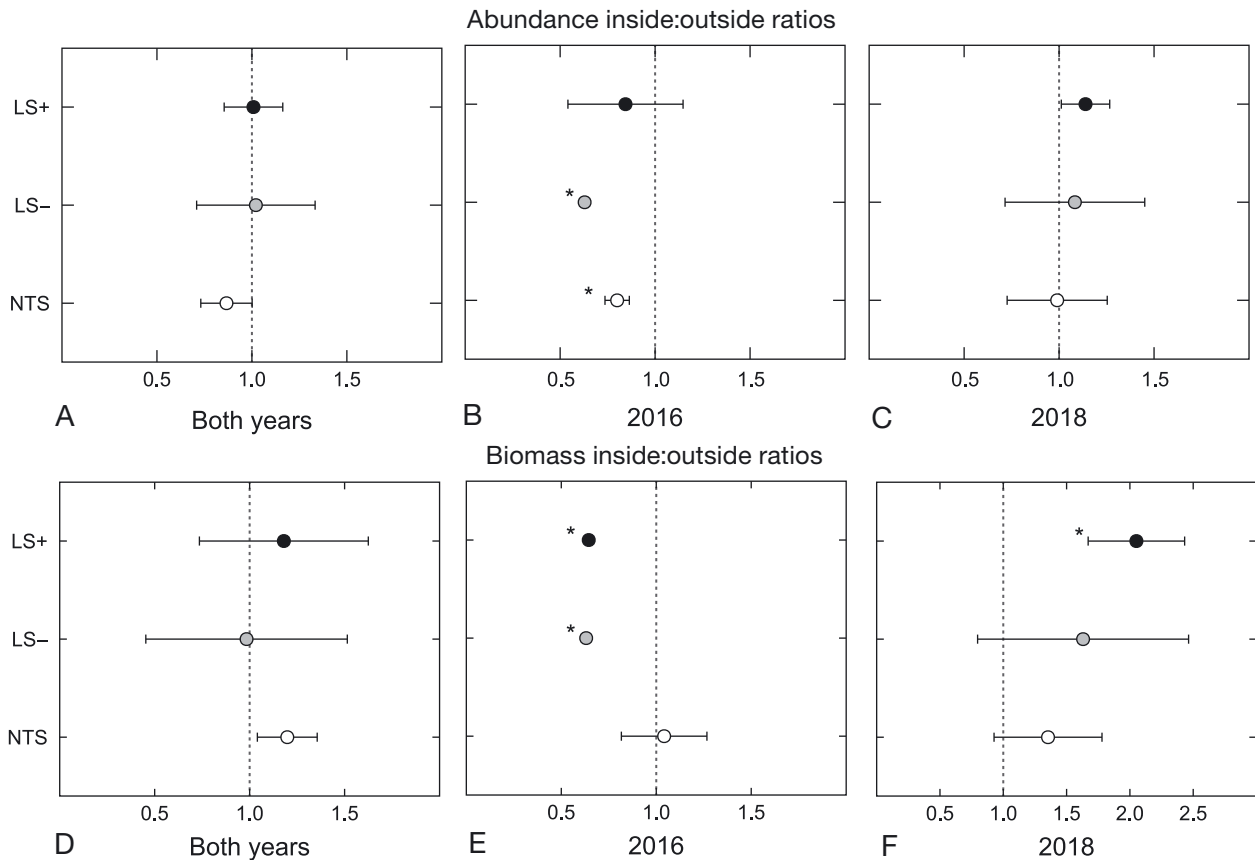 Abundance inside:outside ratios
LS+
LS–
*
NTS
*
0.5 1.0 1.5
0.5 1.0 1.5
0.5 1.0 1.5
A Both years
B 2016
C 2018
Biomass inside:outside ratios
LS+
*
*
LS–
*
NTS
0.5 1.0 1.5
0.5 1.0 1.5
0.5 1.0 1.5 2.0 2.5
D Both years
E 2016
F 2018